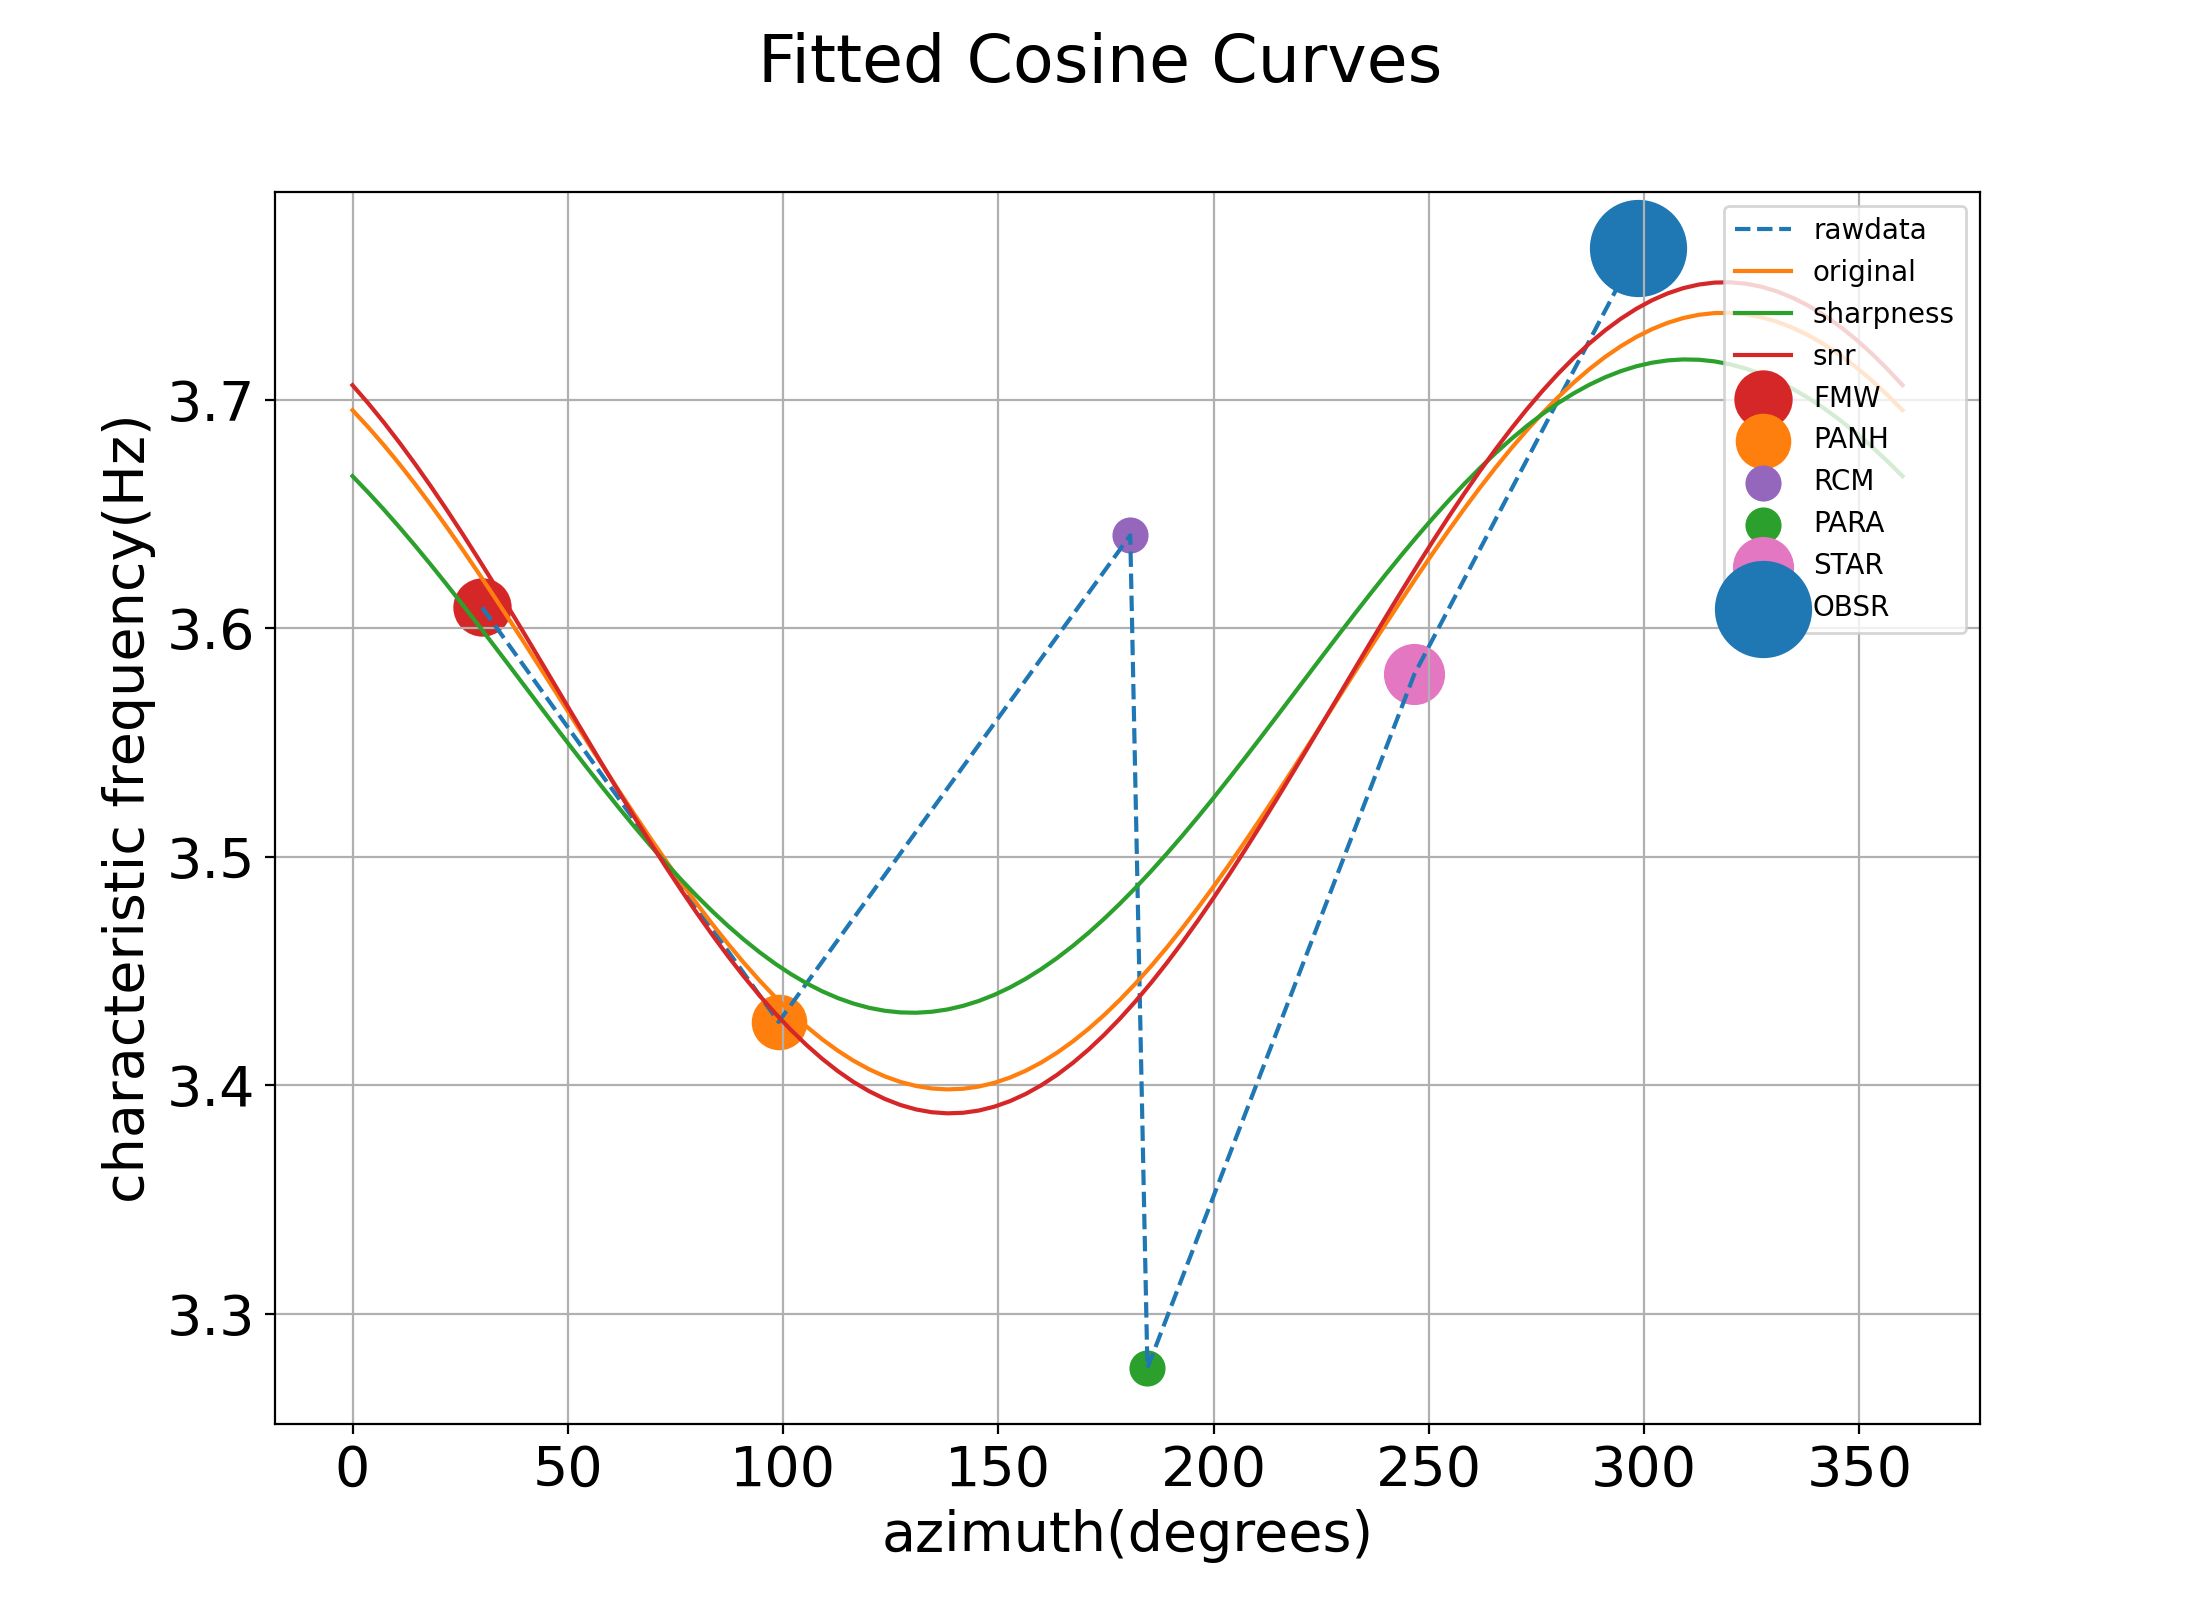 Fitted Cosine Curves
characteristic frequency(Hz)
3.7
3.6
3.5
3.4
3.3
rawdata
original
sharpness
snr
FMW
PANH
RCM
PARA
STAR
OBSR
0 50 100 150 200 250 300 350
azimuth(degrees)